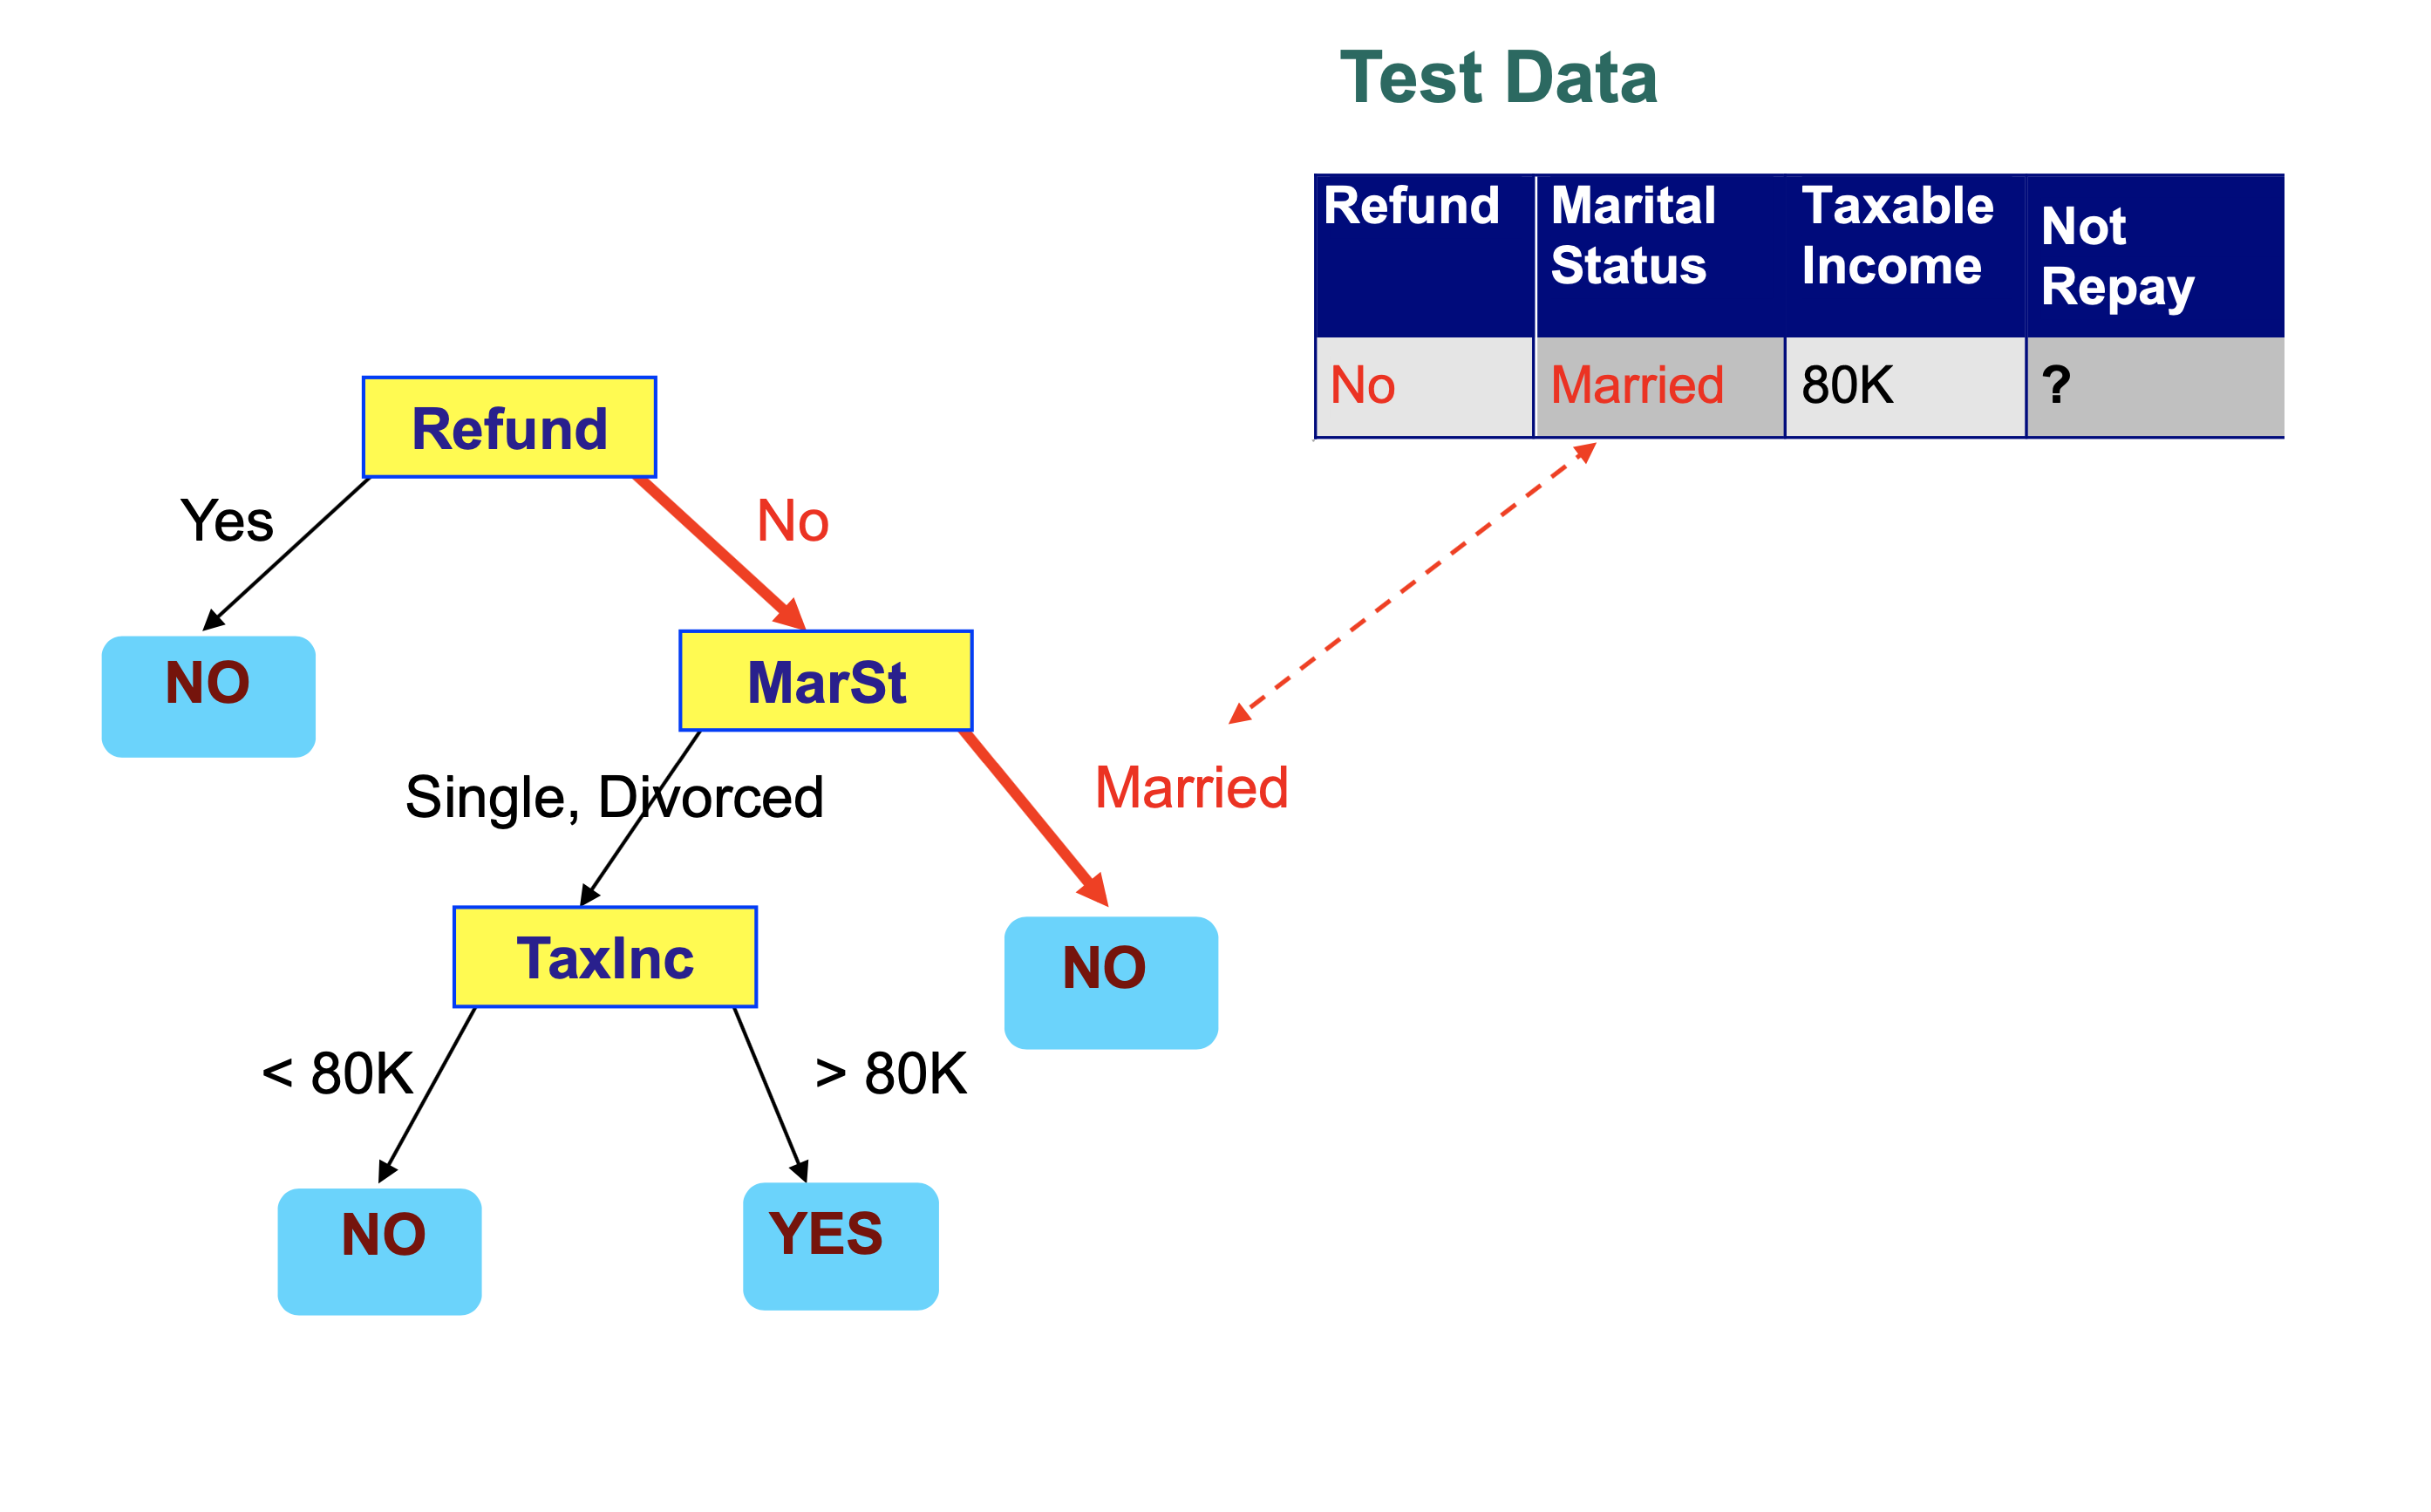 Test Data
Refund Marital Status Taxable Income Not Repay
No Married 80K ?
Refund
Yes No
NO
MarSt
Single, Divorced Married
TaxInc
NO
< 80K > 80K
NO YES